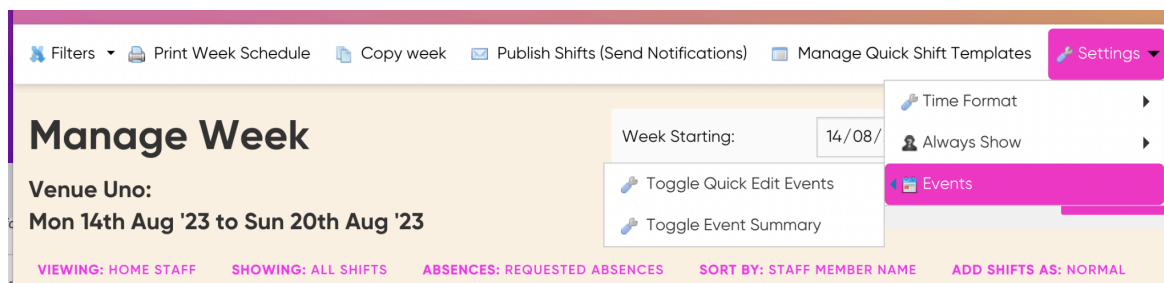 Filters Print Week Schedule Copy week Publish Shifts (Send Notifications) Manage Quick Shift Templates Settings
Time Format
Manage Week
Week Starting: 14/08/
Always Show
Venue Uno:
Toggle Quick Edit Events
Events
Mon 14th Aug '23 to Sun 20th Aug '23
Toggle Event Summary
VIEWING: HOME STAFF SHOWING: ALL SHIFTS ABSENCES: REQUESTED ABSENCES SORT BY: STAFF MEMBER NAME ADD SHIFTS AS: NORMAL